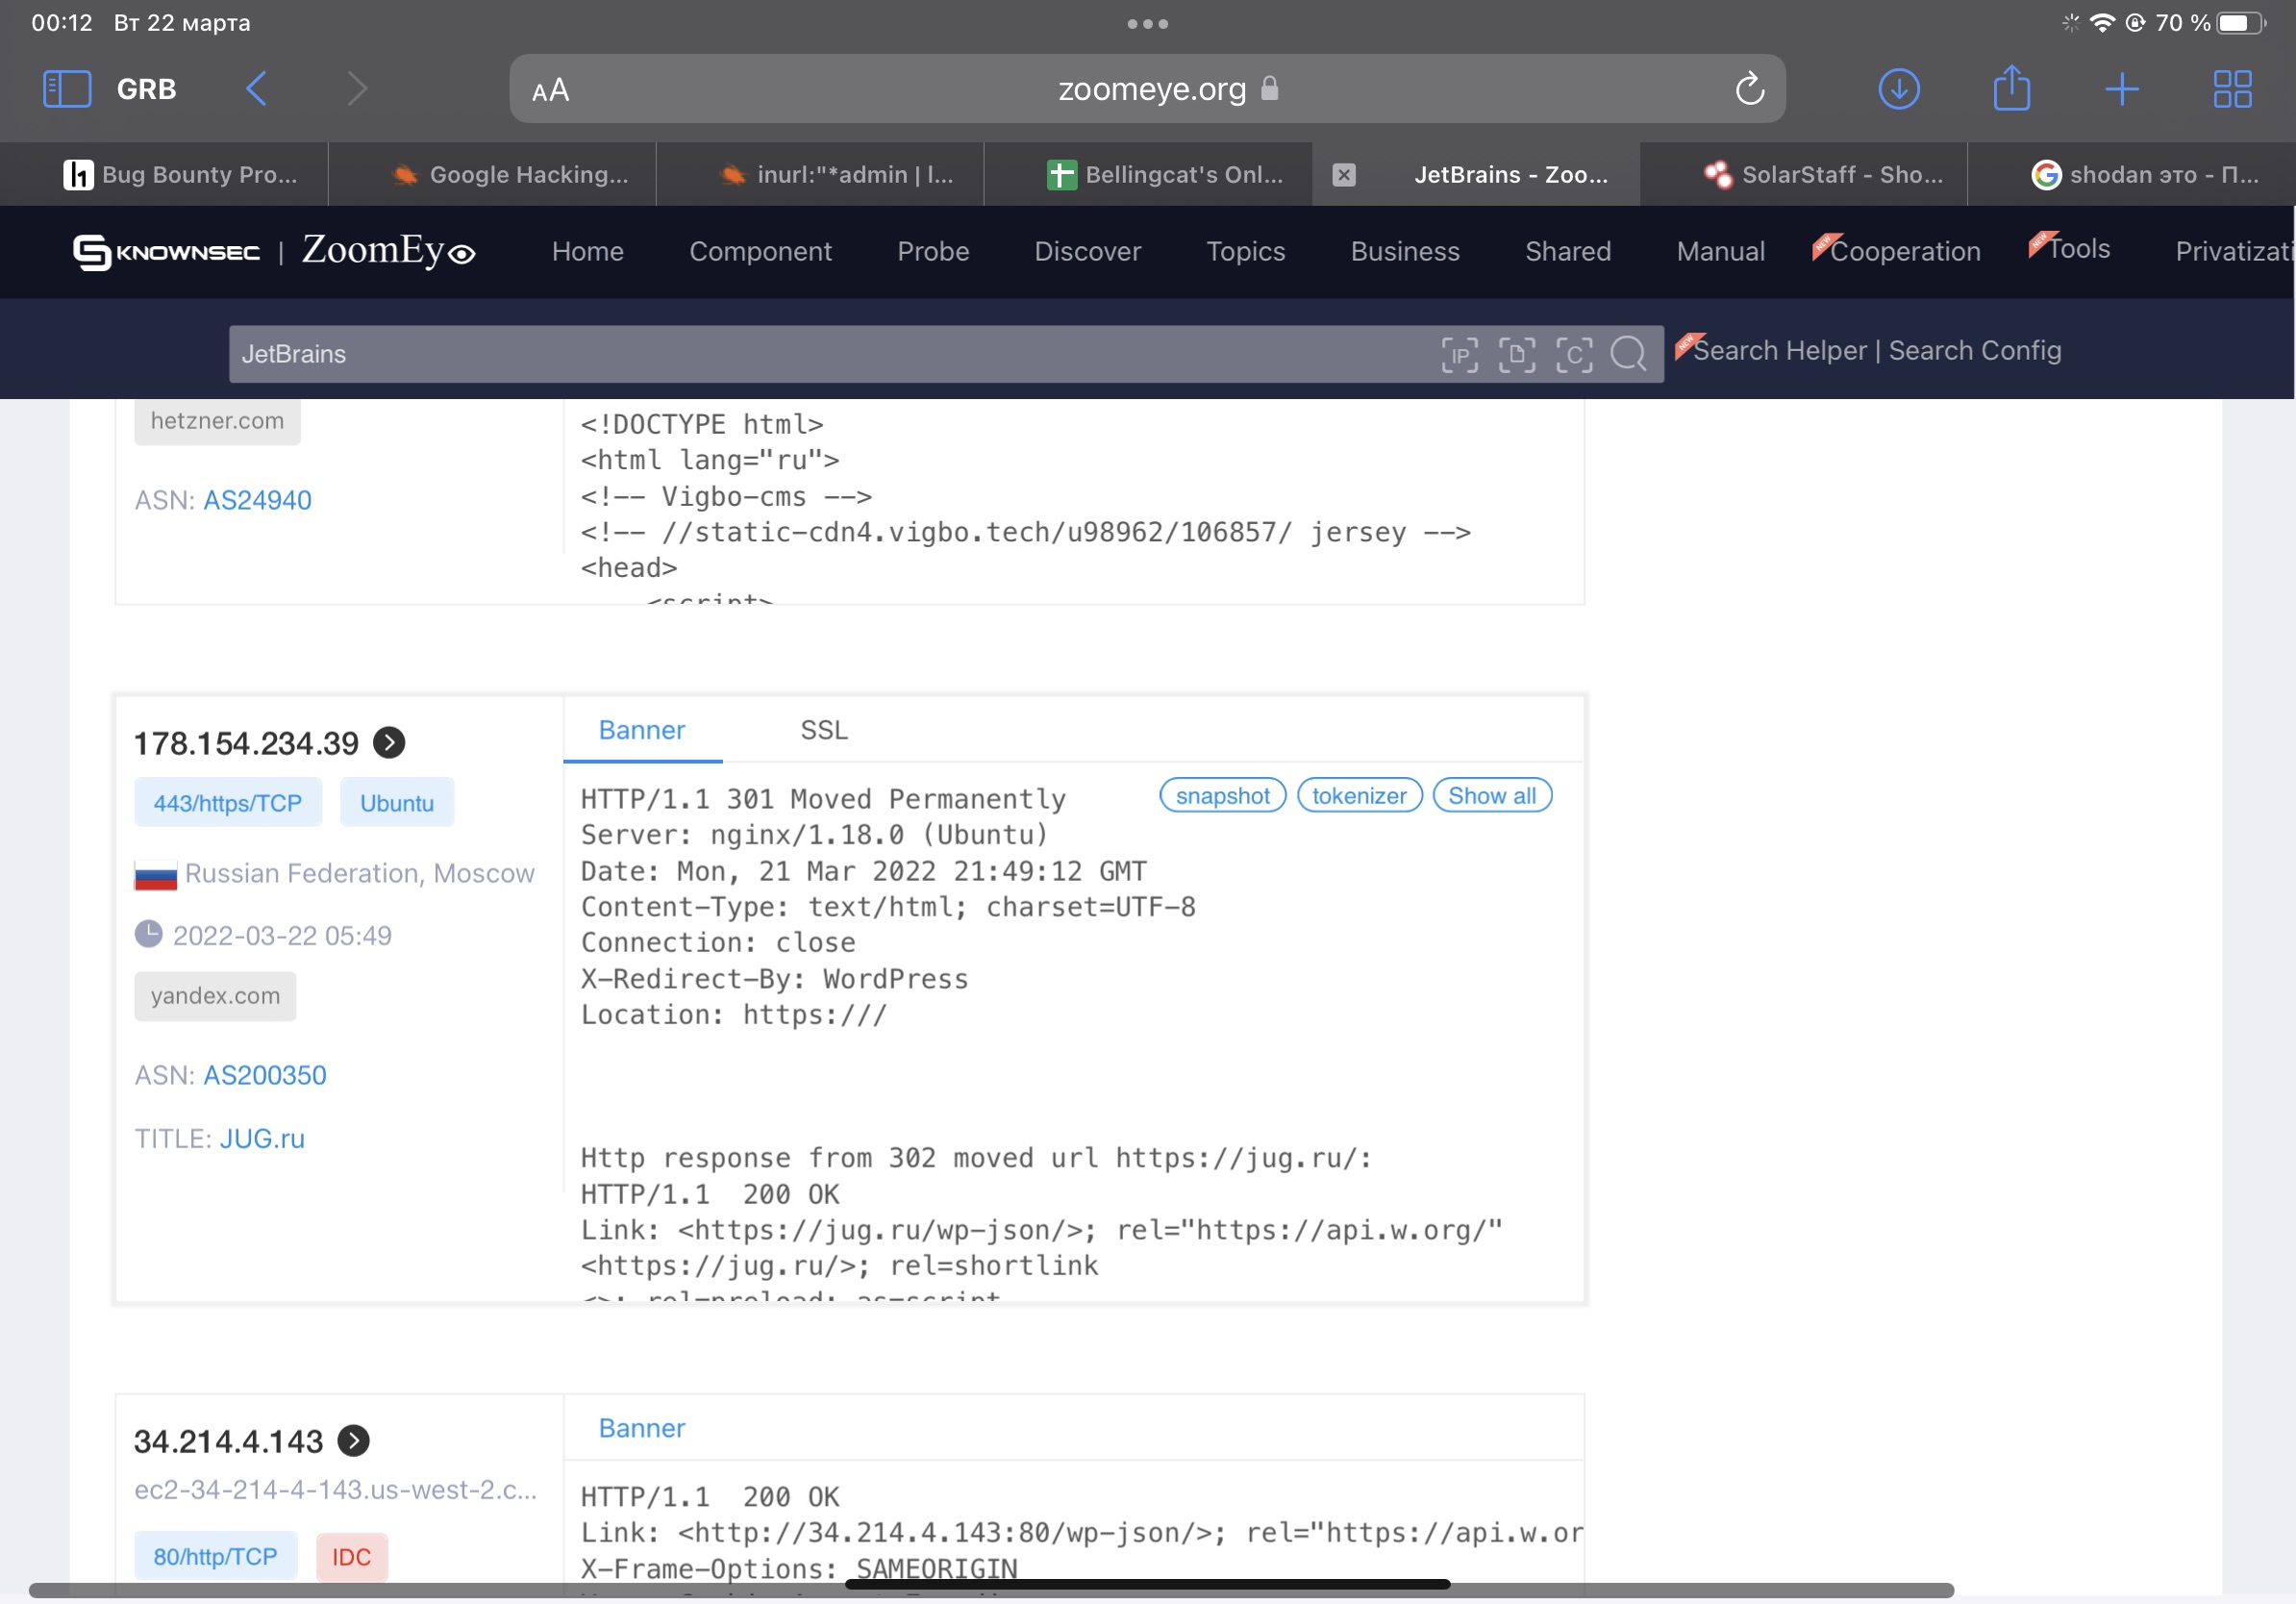 00:12 Вт 22 марта
70 %
GRB
AA
zoomeye.org
Bug Bounty Pro...
Google Hacking...
inurl:"*admin | l...
Bellingcat's Onl...
JetBrains - Zoo...
SolarStaff - Sho...
shodan это - П...
KNOWNSEC | ZoomEy
Home
Component
Probe
Discover
Topics
Business
Shared
Manual
NEW
Cooperation
NEW
Tools
Privatizati
JetBrains
IP
D
C
NEW
Search Helper | Search Config
hetzner.com
ASN: AS24940
<!DOCTYPE html>
<html lang="ru">
<!-- Vigbo-cms -->
<!-- //static-cdn4.vigbo.tech/u98962/106857/ jersey -->
<head>
<script>
178.154.234.39
443/https/TCP
Ubuntu
Russian Federation, Moscow
2022-03-22 05:49
yandex.com
ASN: AS200350
TITLE: JUG.ru
Banner
SSL
snapshot
tokenizer
Show all
HTTP/1.1 301 Moved Permanently
Server: nginx/1.18.0 (Ubuntu)
Date: Mon, 21 Mar 2022 21:49:12 GMT
Content-Type: text/html; charset=UTF-8
Connection: close
X-Redirect-By: WordPress
Location: https:///
Http response from 302 moved url https://jug.ru/:
HTTP/1.1 200 OK
Link: <https://jug.ru/wp-json/>; rel="https://api.w.org/"
<https://jug.ru/>; rel=shortlink
<>; rel=preload; as=script
34.214.4.143
ec2-34-214-4-143.us-west-2.c...
80/http/TCP
IDC
Banner
HTTP/1.1 200 OK
Link: <http://34.214.4.143:80/wp-json/>; rel="https://api.w.or
X-Frame-Options: SAMEORIGIN